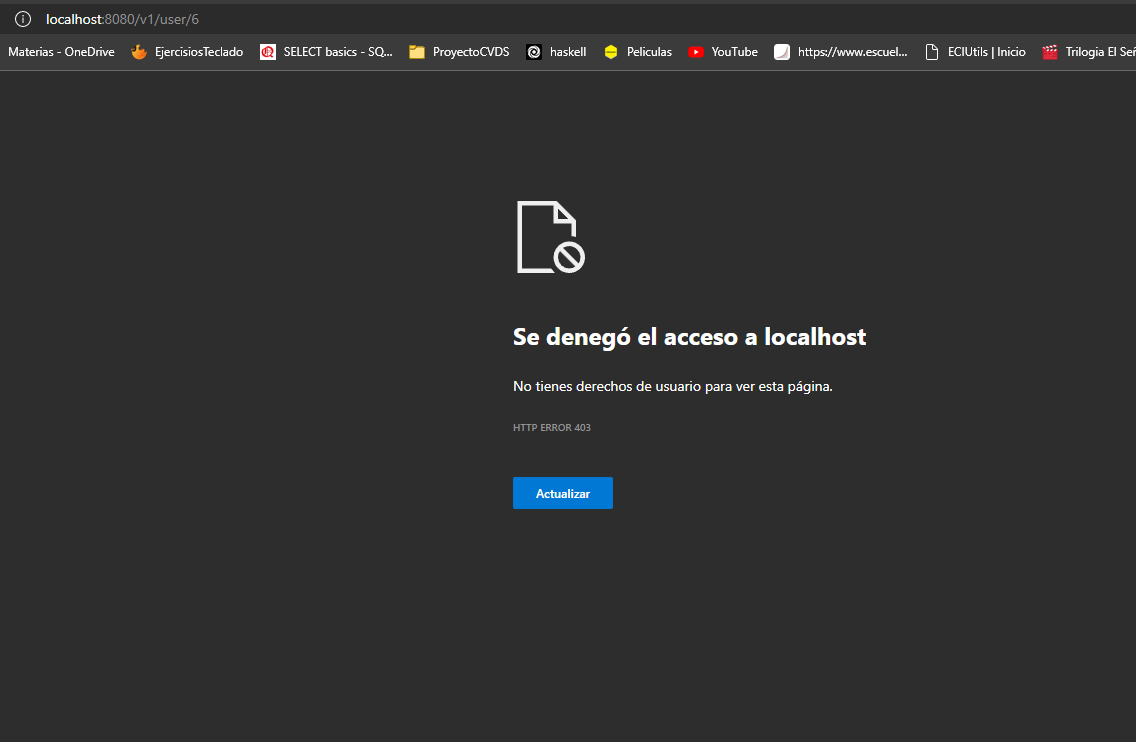 localhost:8080/v1/user/6
Materias - OneDrive EjercisiosTeclado SELECT basics - SQ... ProyectoCVDS haskell Peliculas YouTube https://www.escuel... ECIUtils | Inicio Trilogia El Señ
Se denegó el acceso a localhost
No tienes derechos de usuario para ver esta página.
HTTP ERROR 403
Actualizar